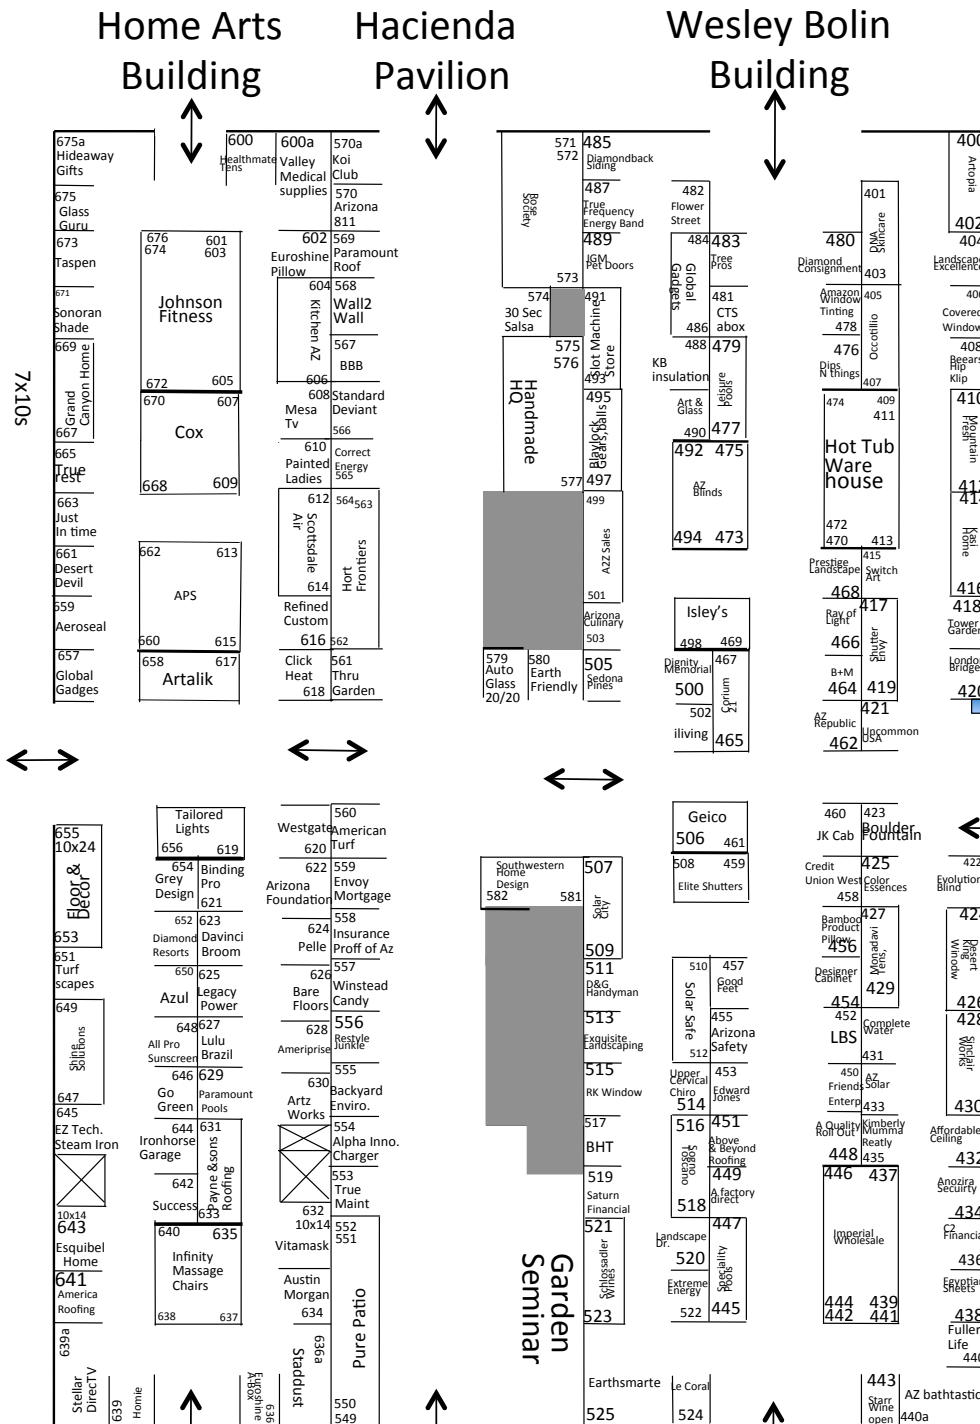 Home Arts
Building
Hacienda
Pavilion
Wesley Bolin
Building
7x10s
675a
Hideaway
Gifts
675
Glass
Guru
673
Taspen
671
Sonoran
Shade
669
Grand
Canyon Home
667
665
True
rest
663
Just
In time
661
Desert
Devil
659
Aeroseal
657
Global
Gadges
655
10x24
Floor &
Décor
653
651
Turf
scapes
649
Shine
Solutions
647
645
EZ Tech.
Steam Iron
10x14
643
Esquibel
Home
641
America
Roofing
639a
Stellar
DirecTV
639
Homie
600
Healthmate
Tens
676
674
601
603
Johnson
Fitness
672
605
670
607
Cox
668
609
662
613
APS
660
615
658
617
Artalik
Tailored
Lights
656
619
654
Grey
Design
Binding
Pro
621
652
Diamond
Resorts
623
Davinci
Broom
650
Azul
625
Legacy
Power
648
All Pro
Sunscreen
627
Lulu
Brazil
646
Go
Green
629
Paramount
Pools
644
Ironhorse
Garage
631
Payne &sons
Roofing
633
642
Success
640
635
Infinity
Massage
Chairs
638
637
Euroshine
A-Box
636
600a
Valley
Medical
supplies
602
Euroshine
Pillow
604
Kitchen AZ
606
608
Mesa
Tv
610
Painted
Ladies
612
Scottsdale
Air
614
Refined
Custom
616
Click
Heat
618
Westgate
620
622
Arizona
Foundation
624
Pelle
626
Bare
Floors
628
Ameriprise
630
Artz
Works
632
10x14
Vitamask
Austin
Morgan
634
636a
Staddust
570a
Koi
Club
570
Arizona
811
569
Paramount
Roof
568
Wall2
Wall
567
BBB
Standard
Deviant
566
Correct
Energy
565
564
563
Hort
Frontiers
562
561
Thru
Garden
560
American
Turf
559
Envoy
Mortgage
558
Insurance
Proff of Az
557
Winstead
Candy
556
Restyle
Junkie
555
Backyard
Enviro.
554
Alpha Inno.
Charger
553
True
Maint
552
551
Pure Patio
550
549
571
572
Rose
Society
573
574
30 Sec
Salsa
575
576
Handmade
HQ
577
579
Auto
Glass
20/20
580
Earth
Friendly
Southwestern
Home
Design
582
581
Garden
Seminar
485
Diamondback
Siding
487
True
Frequency
Energy Band
489
JGM
Pet Doors
491
Slot Machine
Store
493
495
Blaylock
Gears,balls
497
499
A2Z Sales
501
Arizona
Culinary
503
505
Sedona
Pines
507
Solar
City
509
511
D&G
Handyman
513
Exquisite
Landscaping
515
RK Window
517
BHT
519
Saturn
Financial
521
Schlossadler
Wines
523
Earthsmarte
525
482
Flower
Street
484
Global
Gadgets
486
488
KB
insulation
Art &
Glass
490
483
Tree
Pros
481
CTS
abox
479
Leisure
Pools
477
492
475
AZ
Blinds
494
473
Isley’s
498
469
Dignity
Memorial
500
502
iliving
467
Corium
21
465
Geico
506
461
508
459
Elite Shutters
510
Solar Safe
512
457
Good
Feet
455
Arizona
Safety
Upper
Cervical
Chiro
514
453
Edward
Jones
516
Sogno
Toscano
518
451
Above
& Beyond
Roofing
449
A factory
direct
Landscape
Dr.
520
Extreme
Energy
522
447
Speciality
Pools
445
Le Coral
524
401
DNA
Skincare
403
480
Diamond
Consignment
Amazon
Window
Tinting
478
405
Occotillio
407
476
Dips
N things
474
409
411
Hot Tub
Ware
house
472
470
413
Prestige
Landscape
468
415
Switch
Art
Ray of
Light
466
417
Shutter
Envy
419
B+M
464
AZ
Republic
462
421
Uncommon
USA
460
JK Cab
423
Boulder
Fountain
Credit
Union West
458
425
Color
Essences
Bamboo
Product
Pillow
456
427
Monadavi
Tens,
429
Designer
Cabinet
454
452
LBS
Complete
Water
431
450
Friends
Enterp
AZ
Solar
433
A Quality
Roll Out
448
Kimberly
Mumma
Reatly
435
446
437
Imperial
Wholesale
444
439
442
441
443
Starr
Wine
open
AZ bathtastic
440a
400
Artopia
402
404
Landscape
Excellence
406
Covered
Window
408
Beears
Hip
Klip
410
Mountain
Fresh
412
414
Kasi
Home
416
418
Tower
Garden
London
Bridge
420
422
Evolution
Blind
424
Desert
King
Winodw
426
428
Sinclair
Works
430
Affordable
Ceiling
432
Anozira
Secuirty
434
C2
Financial
436
Egyptian
Sheets
438
Fuller
Life
440